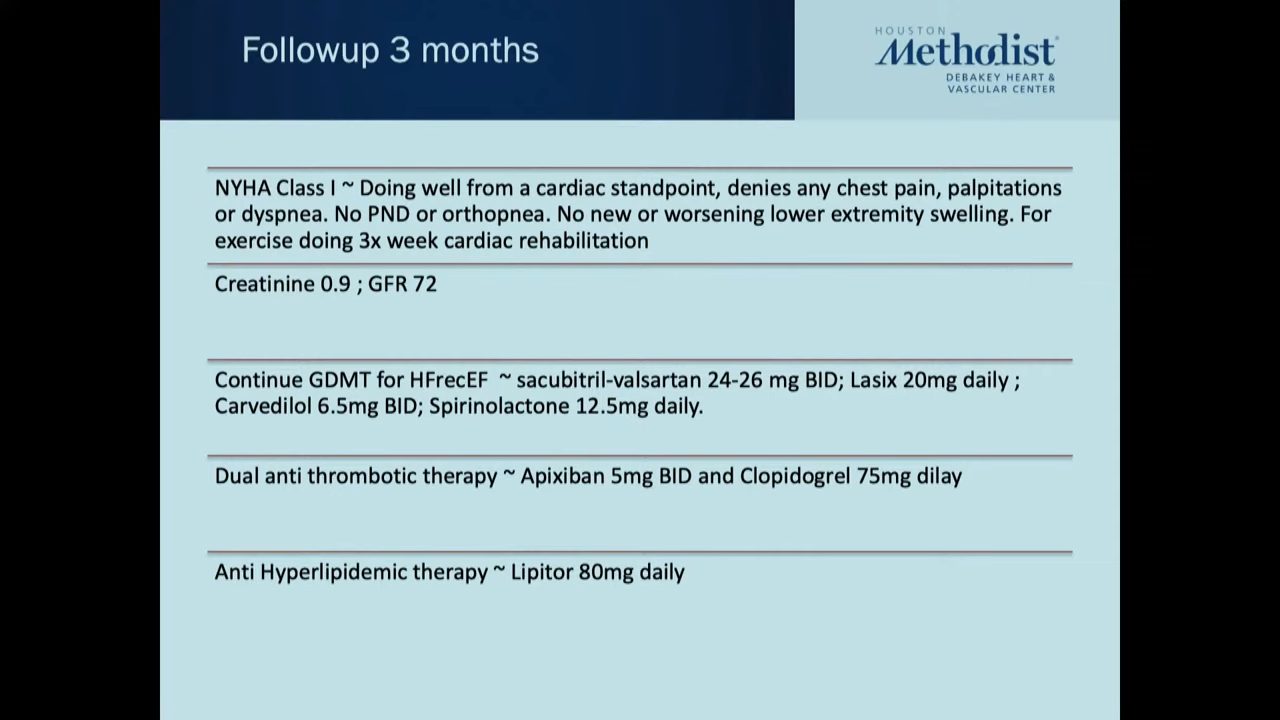 Followup 3 months
HOUSTON
Methodist
DEBAKEY HEART &
VASCULAR CENTER
NYHA Class I ~ Doing well from a cardiac standpoint, denies any chest pain, palpitations
or dyspnea. No PND or orthopnea. No new or worsening lower extremity swelling. For
exercise doing 3x week cardiac rehabilitation
Creatinine 0.9 ; GFR 72
Continue GDMT for HFrecEF ~ sacubitril-valsartan 24-26 mg BID; Lasix 20mg daily ;
Carvedilol 6.5mg BID; Spirinolactone 12.5mg daily.
Dual anti thrombotic therapy ~ Apixiban 5mg BID and Clopidogrel 75mg dilay
Anti Hyperlipidemic therapy ~ Lipitor 80mg daily